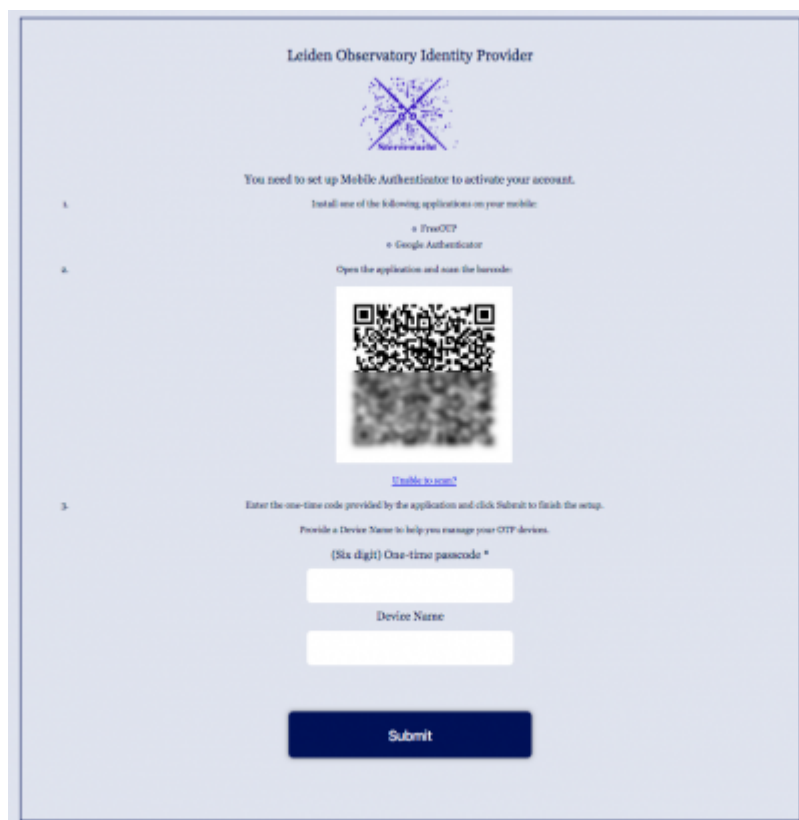 Leiden Observatory Identity Provider
Sterrewacht
You need to set up Mobile Authenticator to activate your account.
1. Install one of the following applications on your mobile:
FreeOTP
Google Authenticator
2. Open the application and scan the barcode:
Unable to scan?
3. Enter the one-time code provided by the application and click Submit to finish the setup.
Provide a Device Name to help you manage your OTP devices.
(Six digit) One-time passcode *
Device Name
Submit